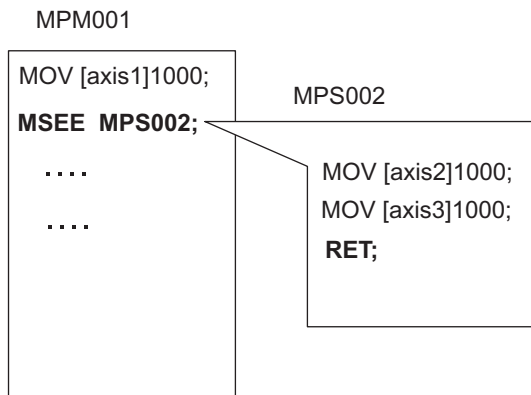 MPM001
MOV [axis1]1000;
MSEE MPS002;
....
....
MPS002
MOV [axis2]1000;
MOV [axis3]1000;
RET;